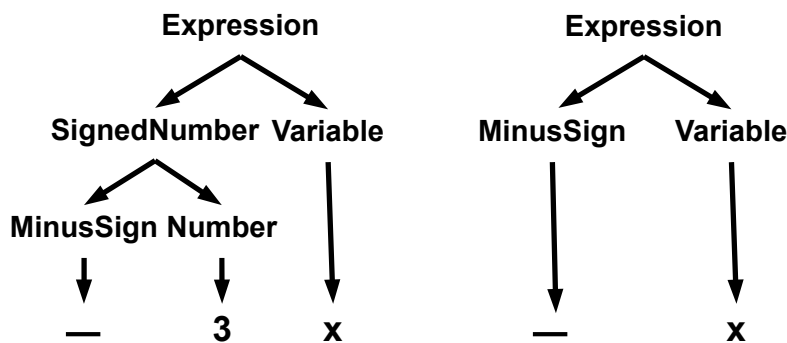 Expression Expression
SignedNumber Variable MinusSign Variable
MinusSign Number
— 3 x — x